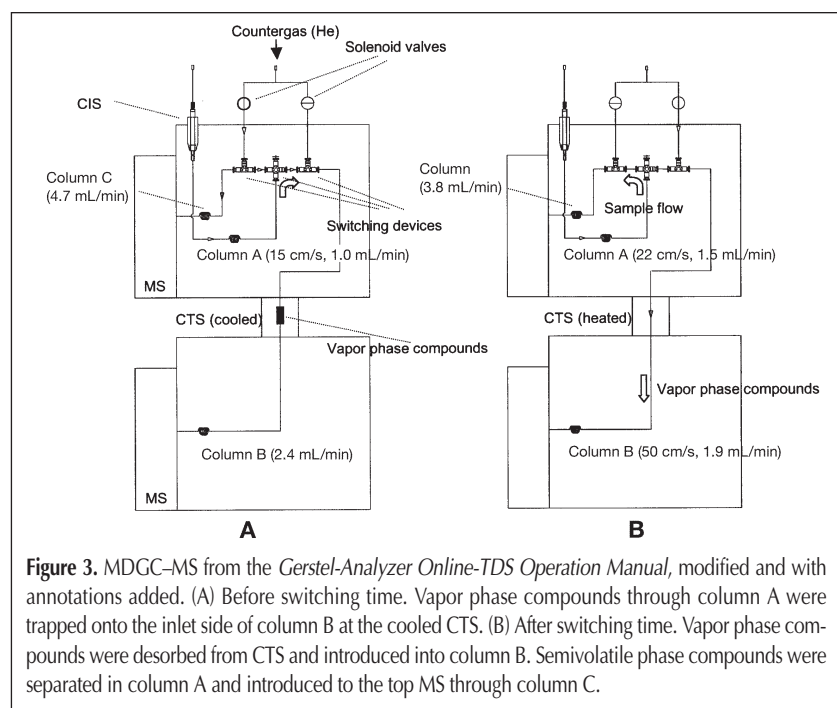 Countergas (He)
Solenoid valves
CIS
Column C
(4.7 mL/min)
Switching devices
Column A (15 cm/s, 1.0 mL/min)
MS
CTS (cooled)
Vapor phase compounds
Column B (2.4 mL/min)
MS
A
Column
(3.8 mL/min)
Sample flow
Column A (22 cm/s, 1.5 mL/min)
CTS (heated)
Vapor phase compounds
Column B (50 cm/s, 1.9 mL/min)
B
Figure 3. MDGC–MS from the Gerstel-Analyzer Online-TDS Operation Manual, modified and with
annotations added. (A) Before switching time. Vapor phase compounds through column A were
trapped onto the inlet side of column B at the cooled CTS. (B) After switching time. Vapor phase com-
pounds were desorbed from CTS and introduced into column B. Semivolatile phase compounds were
separated in column A and introduced to the top MS through column C.